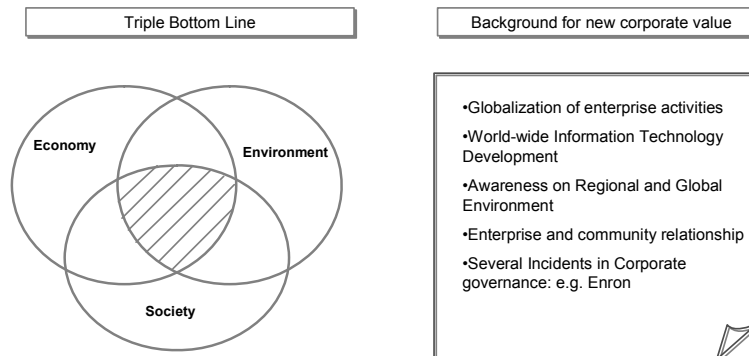 Triple Bottom Line
Background for new corporate value
Economy
Environment
Society
•Globalization of enterprise activities
•World-wide Information Technology
Development
•Awareness on Regional and Global
Environment
•Enterprise and community relationship
•Several Incidents in Corporate
governance: e.g. Enron